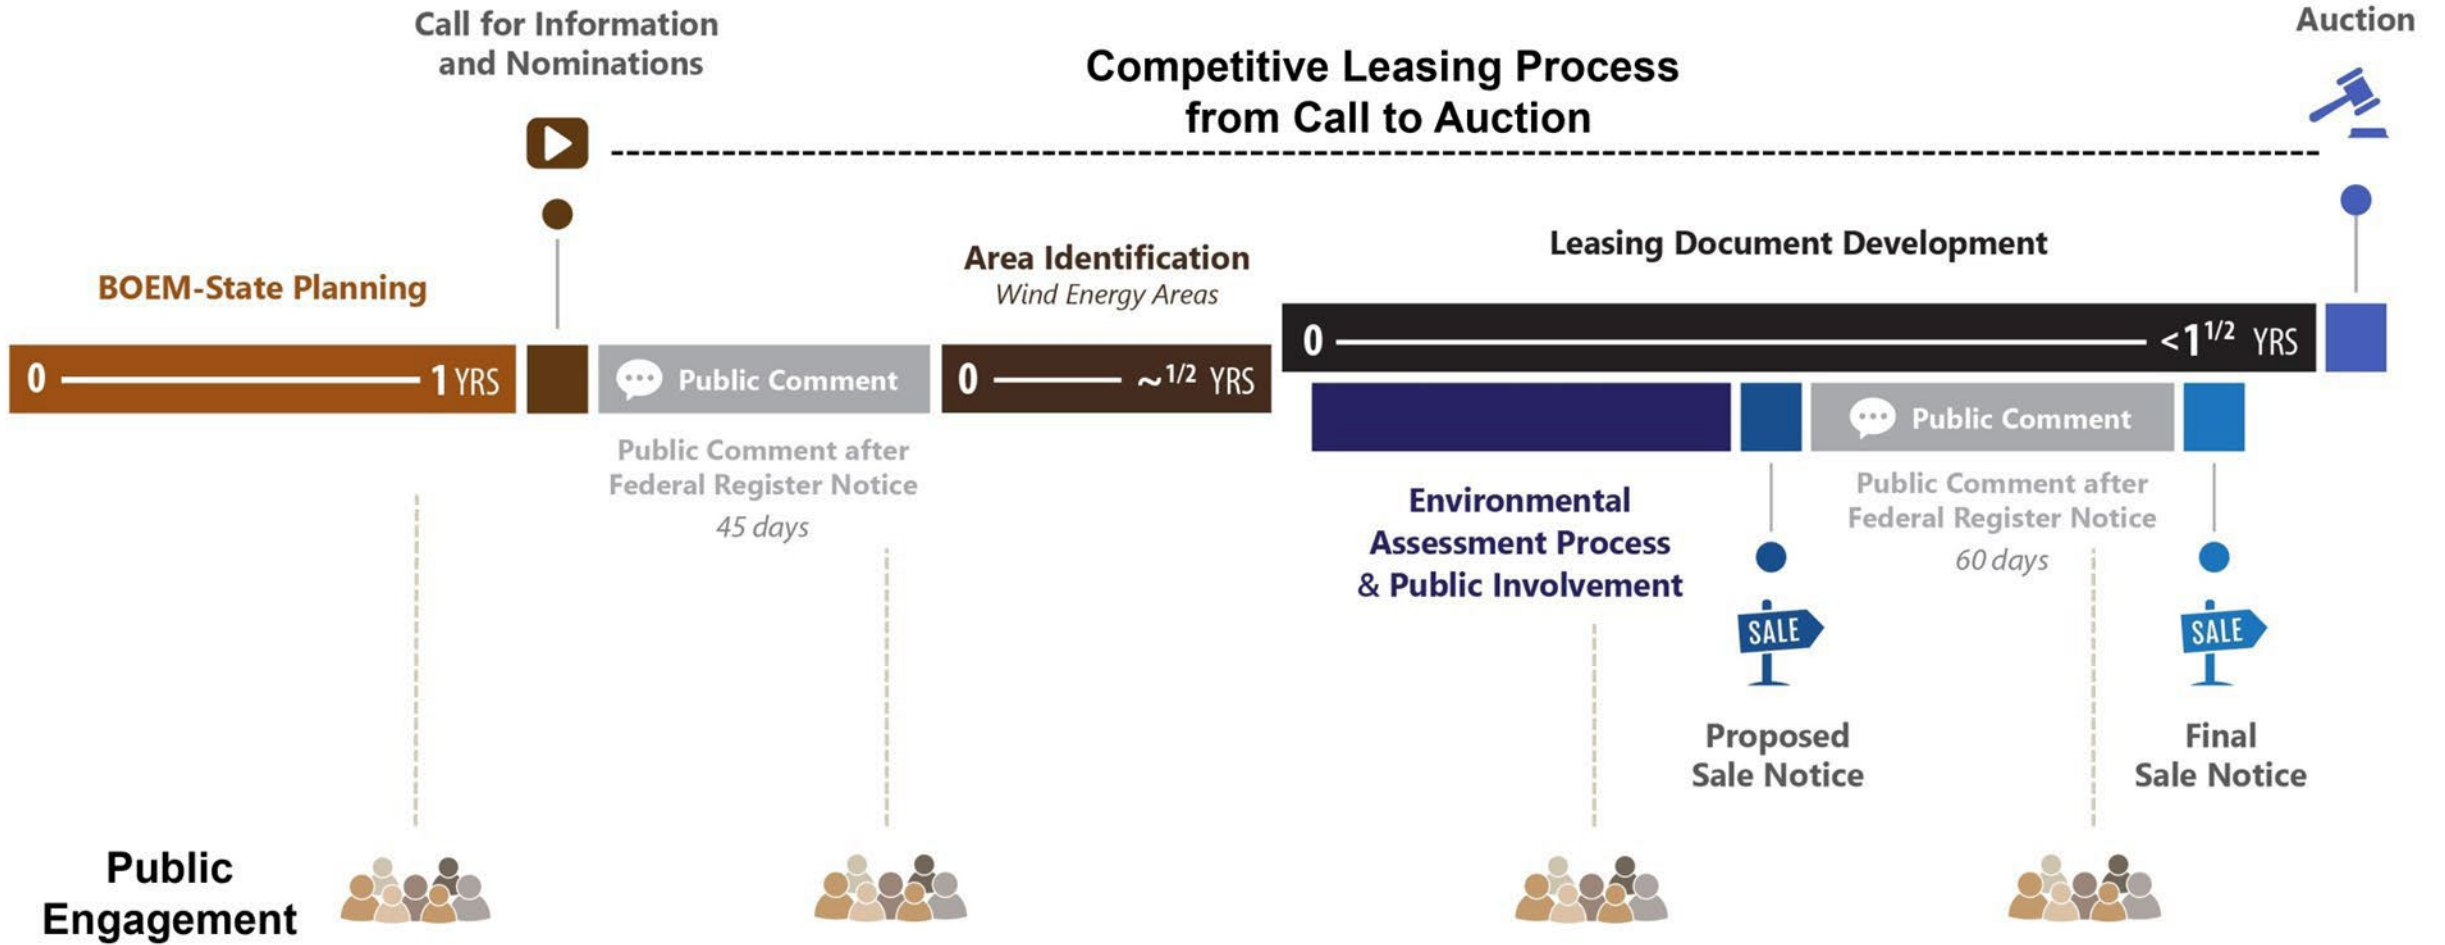 Call for Information
and Nominations
Competitive Leasing Process
from Call to Auction
Auction
BOEM-State Planning
Area Identification
Wind Energy Areas
Leasing Document Development
0 1 YRS
Public Comment
0 ~1/2 YRS
0 <1 1/2 YRS
Public Comment
Public Comment after
Federal Register Notice
45 days
Environmental
Assessment Process
& Public Involvement
Public Comment after
Federal Register Notice
60 days
SALE
SALE
Proposed
Sale Notice
Final
Sale Notice
Public
Engagement